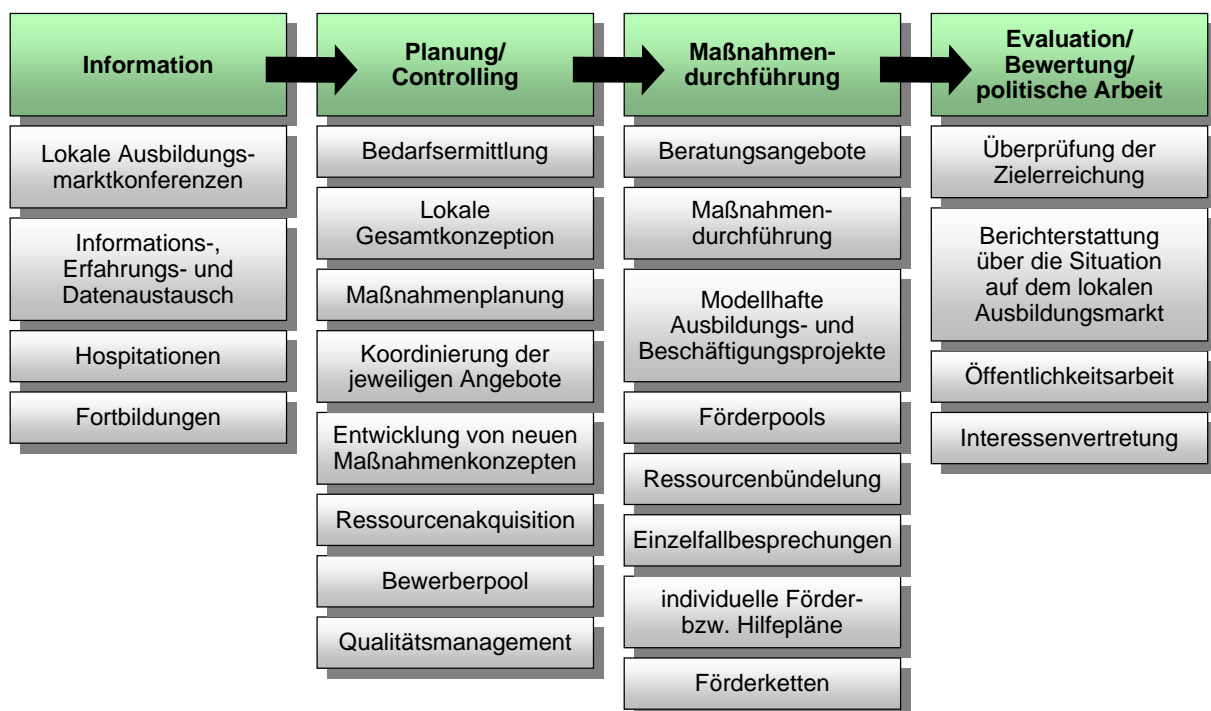 Information
Lokale Ausbildungs-
marktkonferenzen
Informations-,
Erfahrungs- und
Datenaustausch
Hospitationen
Fortbildungen
Planung/
Controlling
Bedarfsermittlung
Lokale
Gesamtkonzeption
Maßnahmenplanung
Koordinierung der
jeweiligen Angebote
Entwicklung von neuen
Maßnahmenkonzepten
Ressourcenakquisition
Bewerberpool
Qualitätsmanagement
Maßnahmen-
durchführung
Beratungsangebote
Maßnahmen-
durchführung
Modellhafte
Ausbildungs- und
Beschäftigungsprojekte
Förderpools
Ressourcenbündelung
Einzelfallbesprechungen
individuelle Förder-
bzw. Hilfepläne
Förderketten
Evaluation/
Bewertung/
politische Arbeit
Überprüfung der
Zielerreichung
Berichterstattung
über die Situation
auf dem lokalen
Ausbildungsmarkt
Öffentlichkeitsarbeit
Interessenvertretung